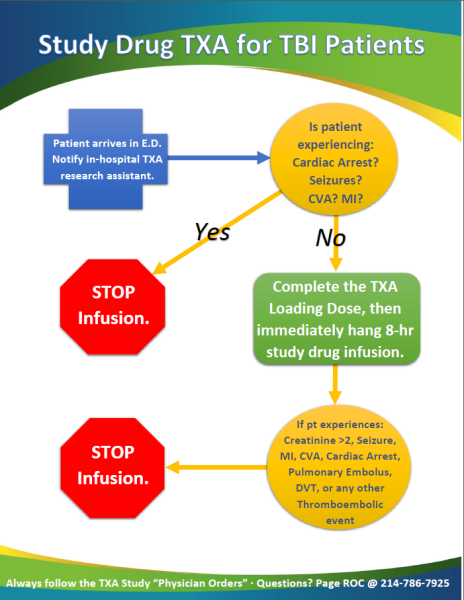 Study Drug TXA for TBI Patients
Patient arrives in E.D.
Notify in-hospital TXA
research assistant.
Is patient
experiencing:
Cardiac Arrest?
Seizures?
CVA? MI?
Yes
No
STOP
Infusion.
Complete the TXA
Loading Dose, then
immediately hang 8-hr
study drug infusion.
STOP
Infusion.
If pt experiences:
Creatinine >2, Seizure,
MI, CVA, Cardiac Arrest,
Pulmonary Embolus,
DVT, or any other
Thromboembolic
event
Always follow the TXA Study “Physician Orders” · Questions? Page ROC @ 214-786-7925